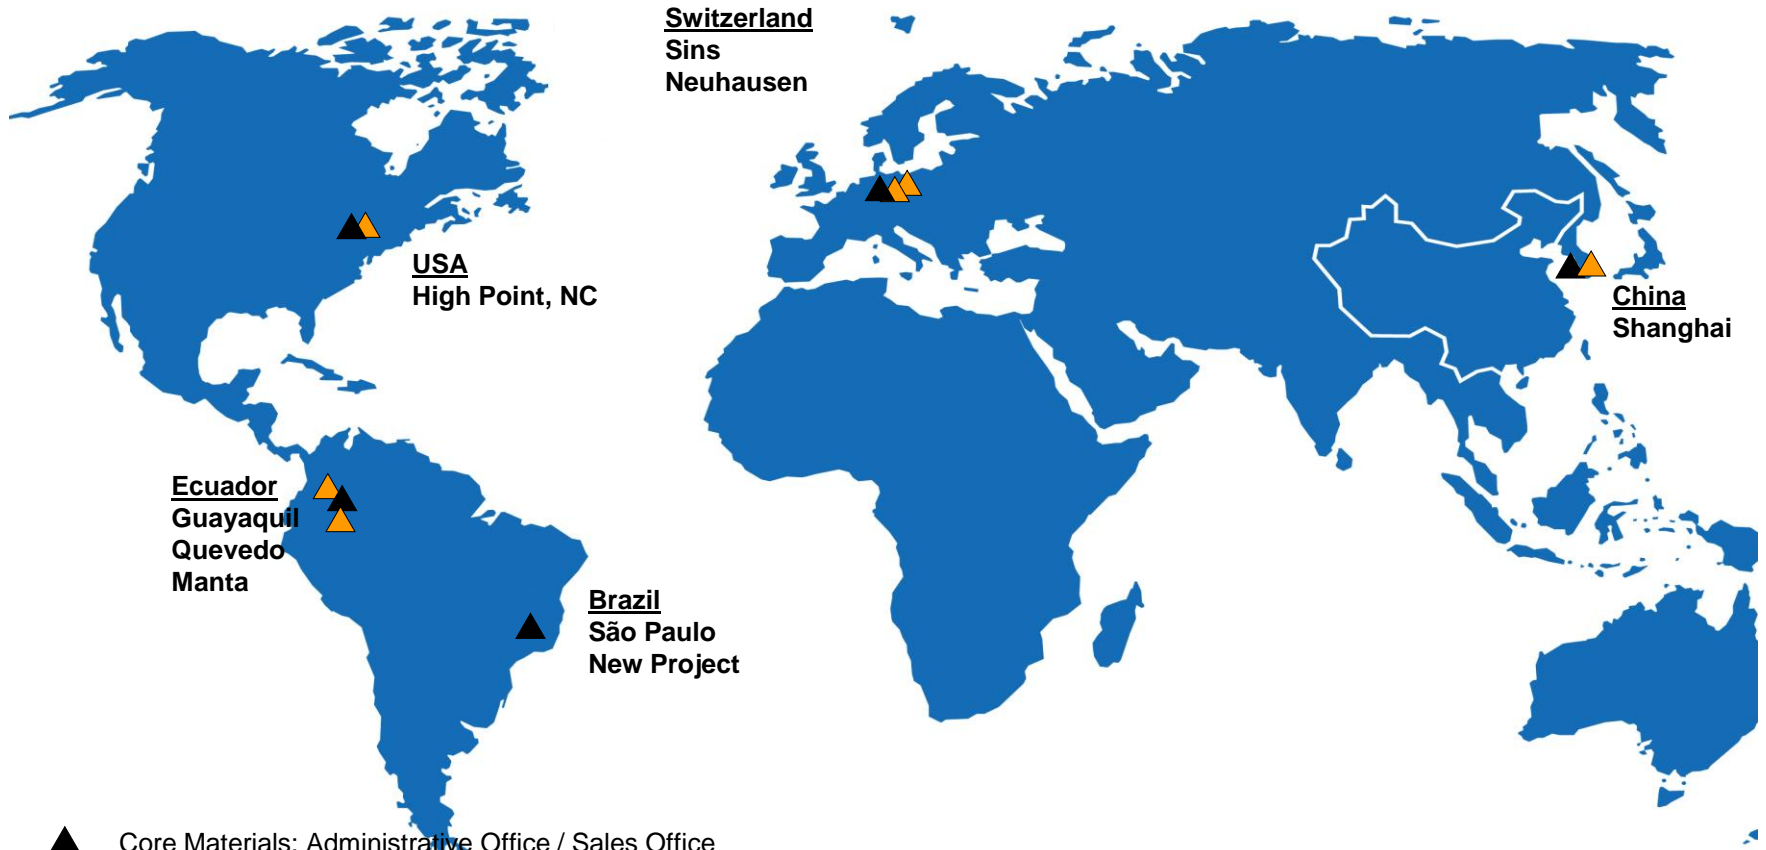 Switzerland
Sins
Neuhausen
USA
High Point, NC
China
Shanghai
Ecuador
Guayaquil
Quevedo
Manta
Brazil
São Paulo
New Project
Core Materials: Administrative Office / Sales Office